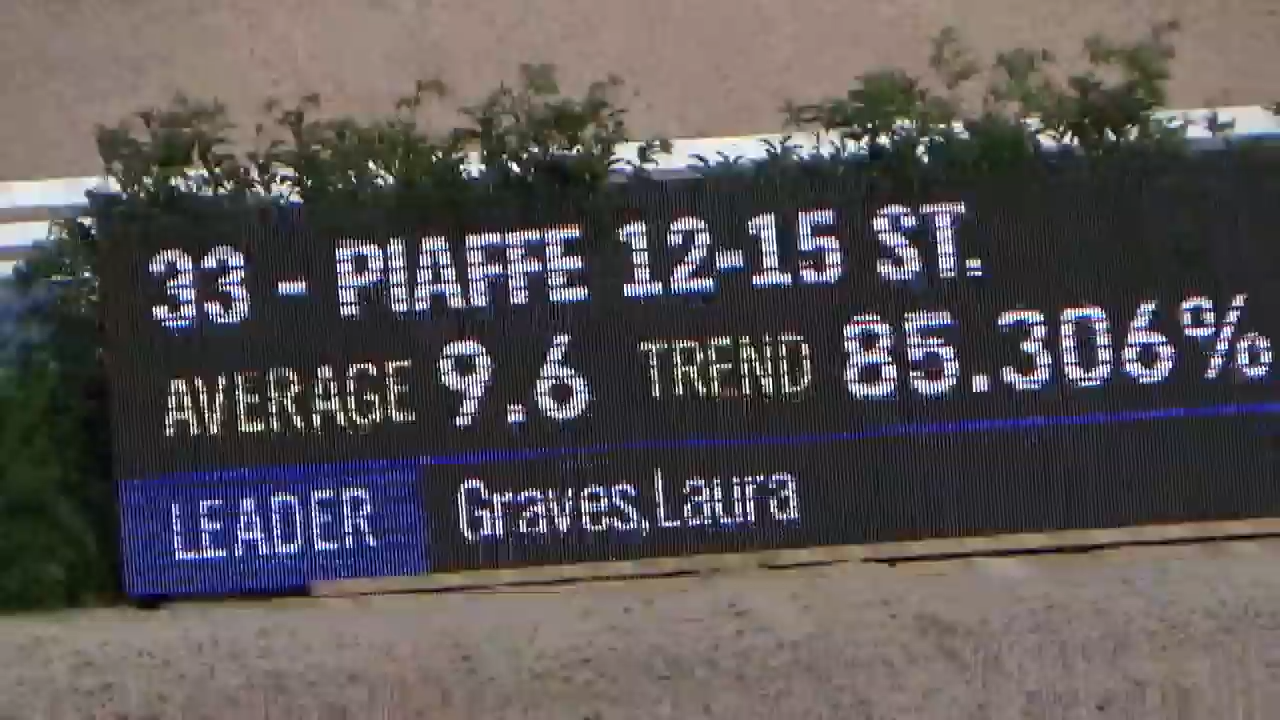 33 - PIAFFE 12-15 ST.
AVERAGE 9.6 TREND 85.306%
LEADER Graves,Laura